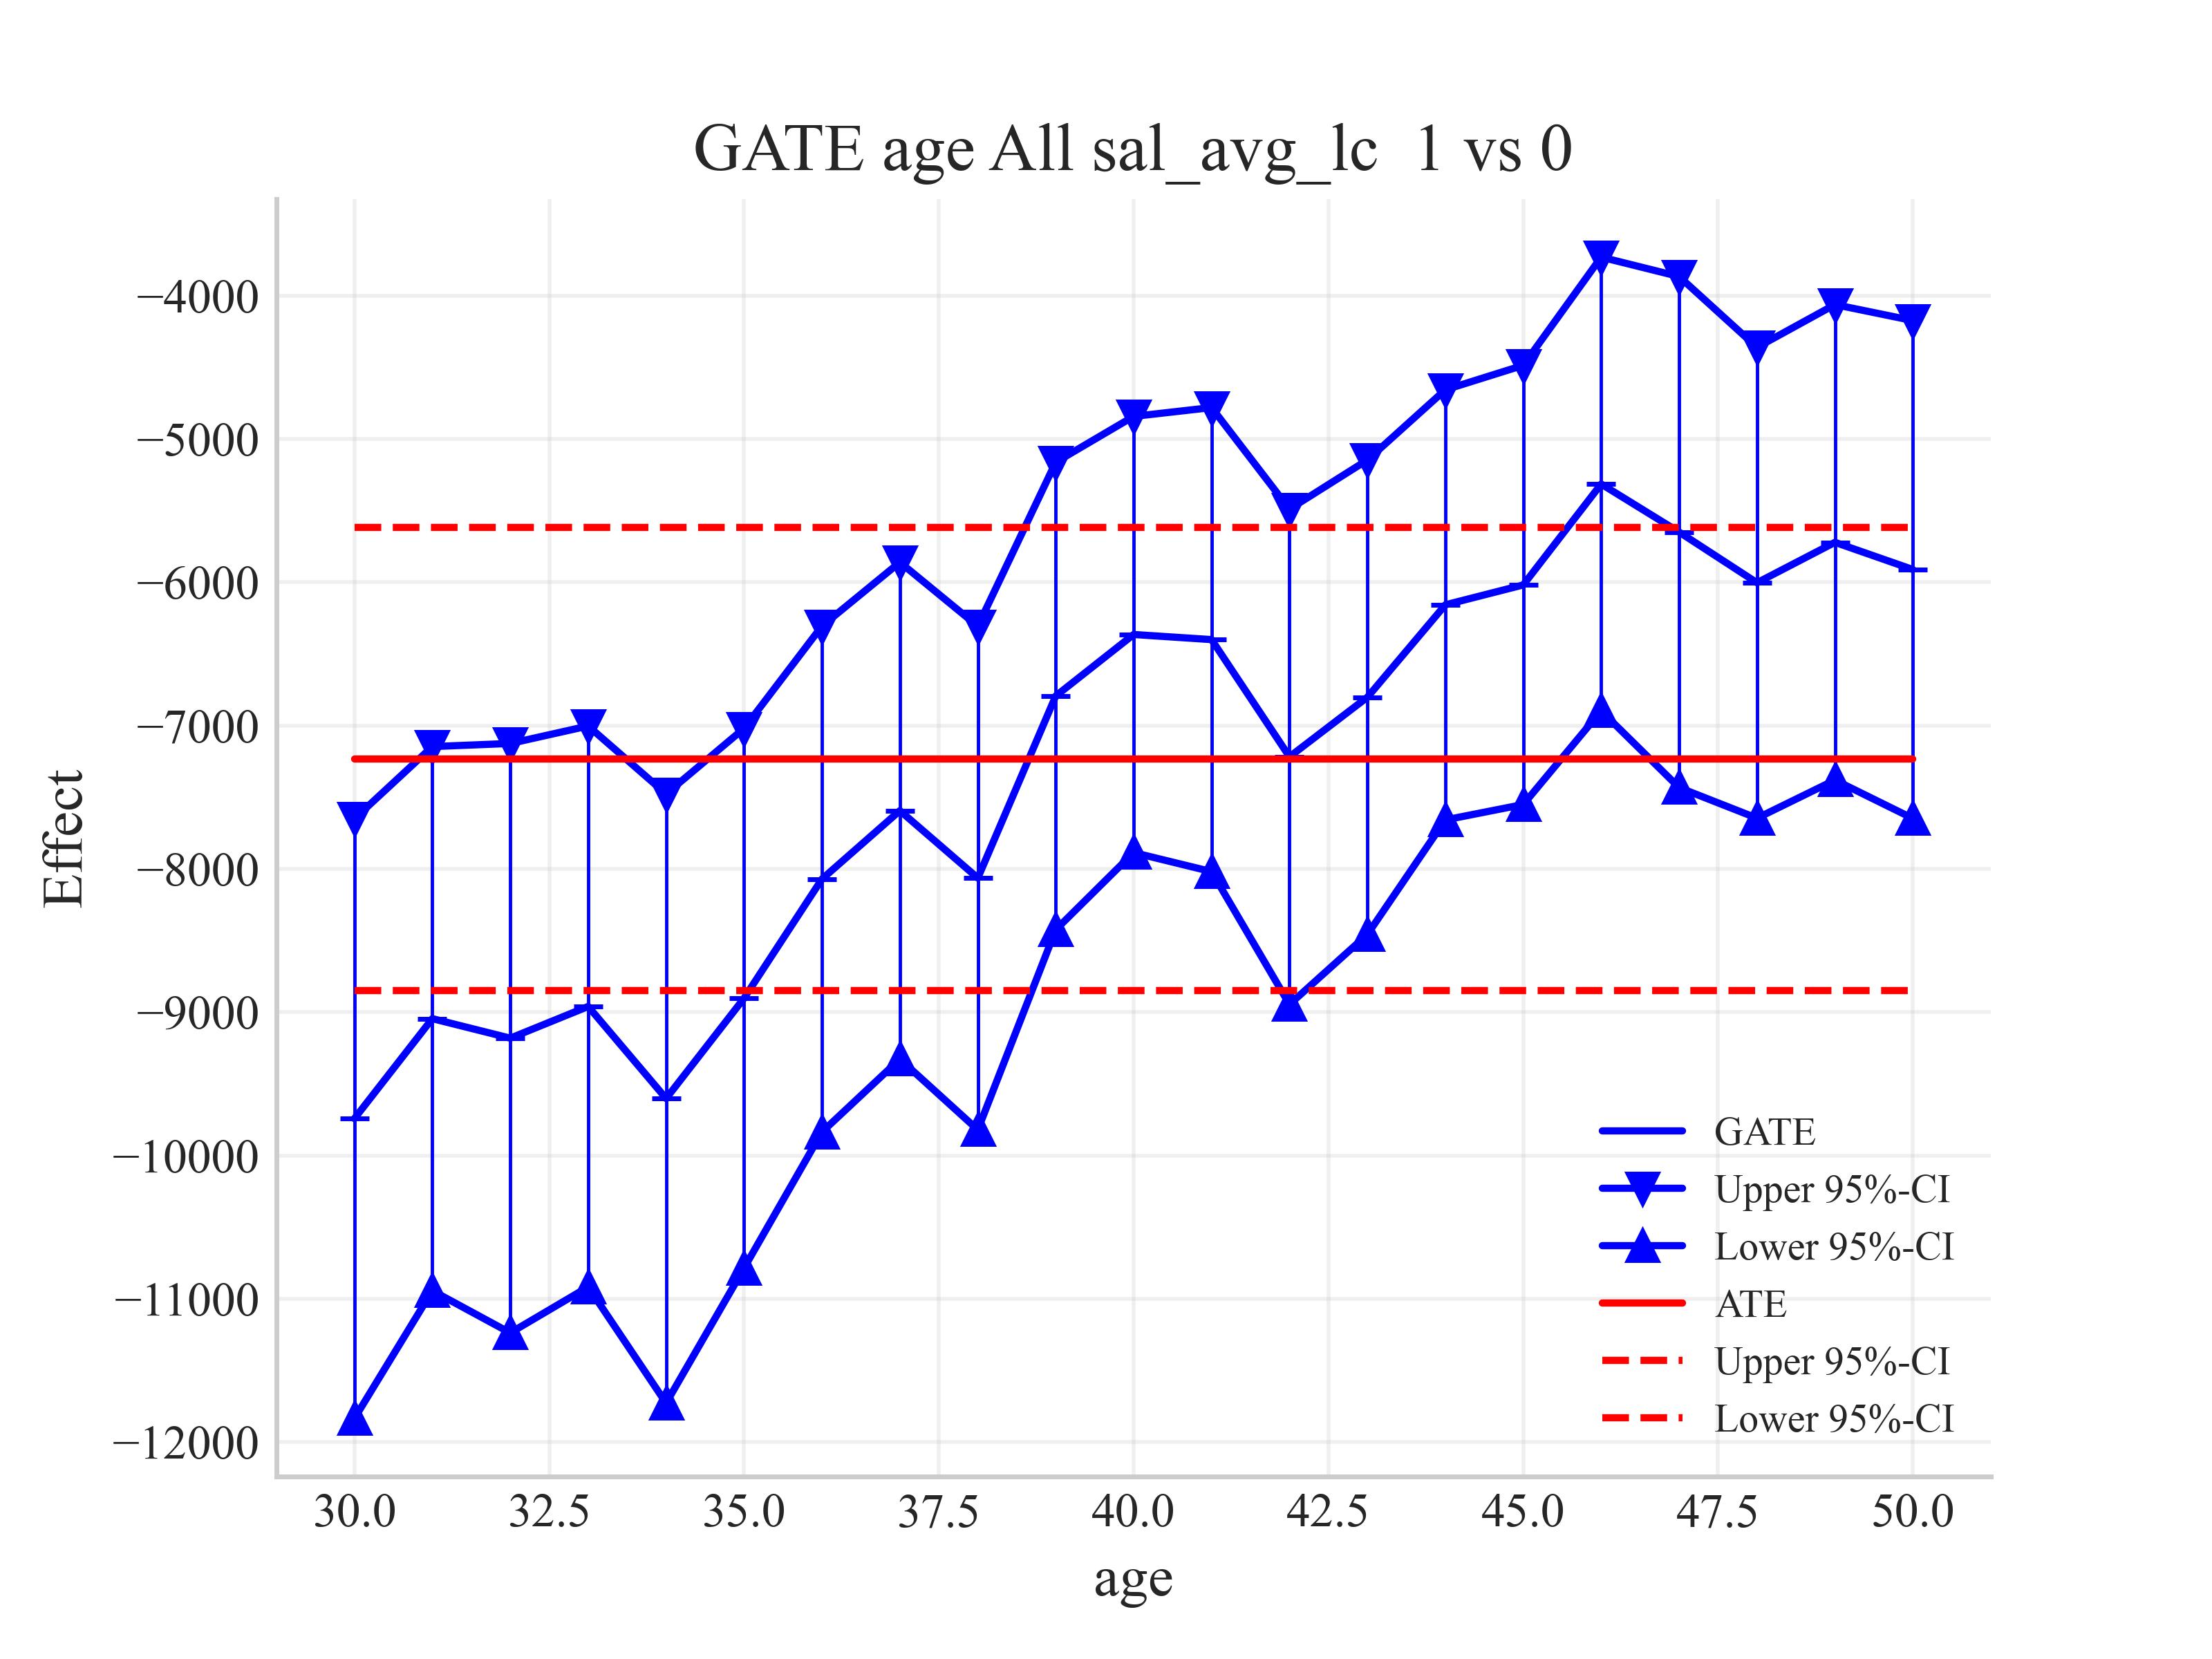 GATE age All sal_avg_lc  1 vs 0
Effect
−4000
−5000
−6000
−7000
−8000
−9000
−10000
−11000
−12000
GATE
Upper 95%-CI
Lower 95%-CI
ATE
Upper 95%-CI
Lower 95%-CI
30.0 32.5 35.0 37.5 40.0 42.5 45.0 47.5 50.0
age